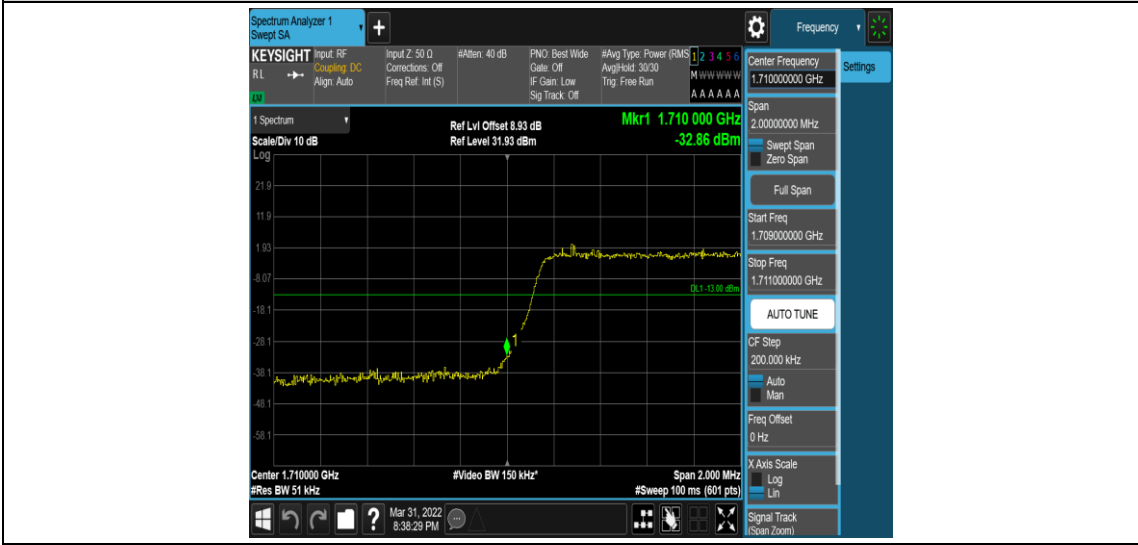 Spectrum Analyzer 1
Swept SA
Frequency
KEYSIGHT
RL
LNI
Input: RF
Coupling: DC
Align: Auto
Input Z: 50 Ω
Corrections: Off
Freq Ref: Int (S)
#Atten: 40 dB
PNO: Best Wide
Gate: Off
IF Gain: Low
Sig Track: Off
#Avg Type: Power (RMS
Avg|Hold: 30/30
Trig: Free Run
1 2 3 4 5 6
M W W W W W
A A A A A A
1 Spectrum
Scale/Div 10 dB
Log
Ref Lvl Offset 8.93 dB
Ref Level 31.93 dBm
Mkr1 1.710 000 GHz
-32.86 dBm
21.9
11.9
1.93
-8.07
DL1 -13.00 dBm
-18.1
-28.1
1
-38.1
-48.1
-58.1
Center 1.710000 GHz
#Video BW 150 kHz*
Span 2.000 MHz
#Res BW 51 kHz
#Sweep 100 ms (601 pts)
?
Mar 31, 2022
8:38:29 PM
Center Frequency
1.710000000 GHz
Settings
Span
2.00000000 MHz
Swept Span
Zero Span
Full Span
Start Freq
1.709000000 GHz
Stop Freq
1.711000000 GHz
AUTO TUNE
CF Step
200.000 kHz
Auto
Man
Freq Offset
0 Hz
X Axis Scale
Log
Lin
Signal Track
(Span Zoom)